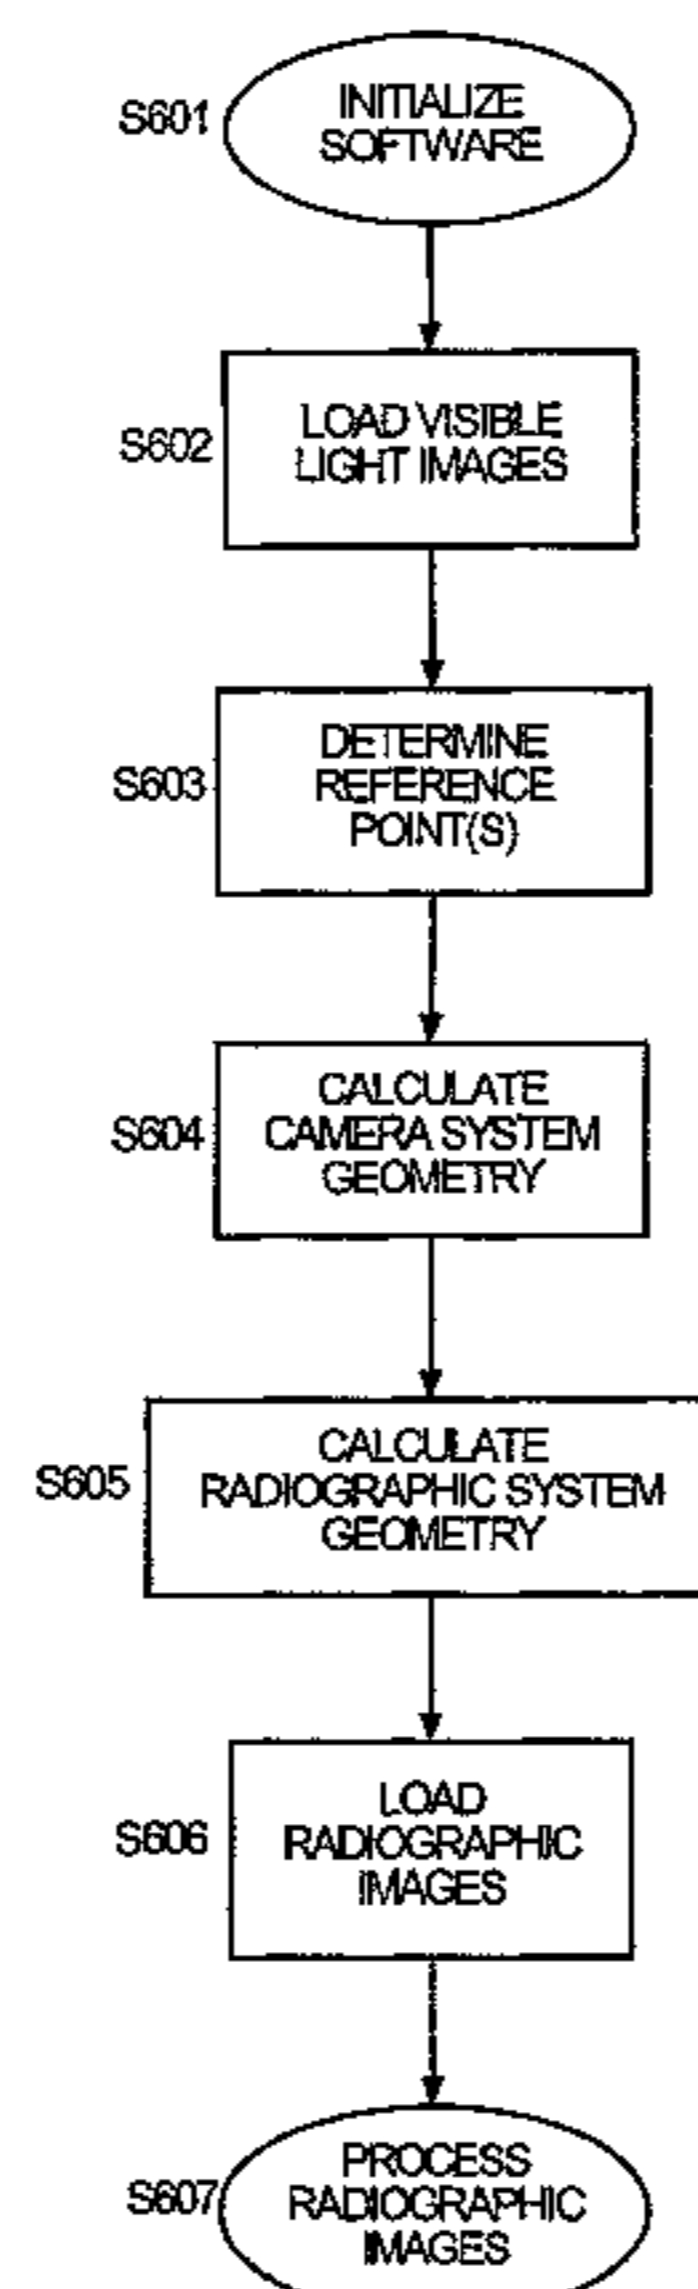 S601
INITIALIZE
SOFTWARE
S602
LOAD VISIBLE
LIGHT IMAGES
S603
DETERMINE
REFERENCE
POINT(S)
S604
CALCULATE
CAMERA SYSTEM
GEOMETRY
S605
CALCULATE
RADIOGRAPHIC SYSTEM
GEOMETRY
S606
LOAD
RADIOGRAPHIC
IMAGES
S607
PROCESS
RADIOGRAPHIC
IMAGES